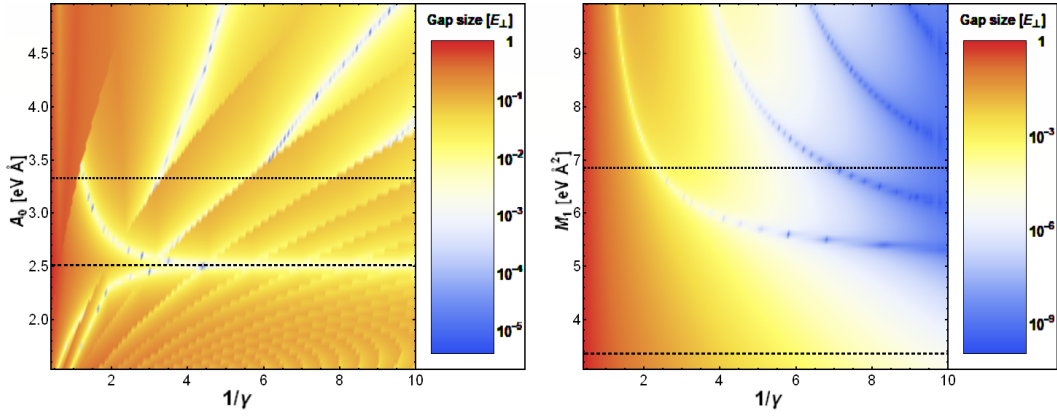 Gap size [E⊥]
1
10⁻¹
10⁻²
10⁻³
10⁻⁴
10⁻⁵
A₀ [eV Å]
4.5
4.0
3.5
3.0
2.5
2.0
2 4 6 8 10
1/γ
Gap size [E⊥]
1
10⁻³
10⁻⁶
10⁻⁹
M₁ [eV Å²]
9
8
7
6
5
4
2 4 6 8 10
1/γ